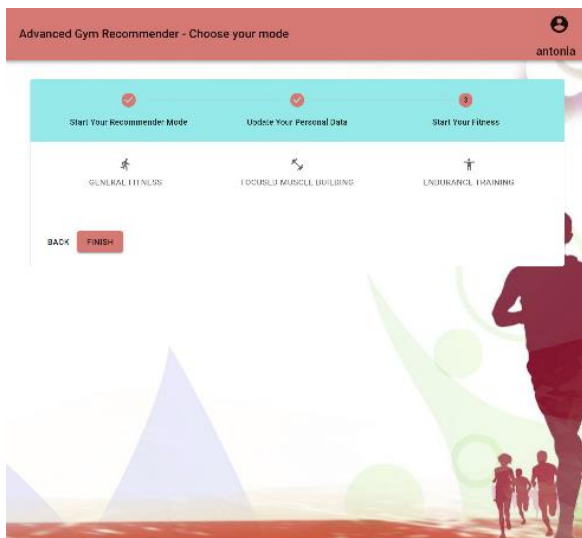 Advanced Gym Recommender - Choose your mode
antonia
3
Start Your Recommender Mode
Update Your Personal Data
Start Your Fitness
GENERAL FITNESS
FOCUSED MUSCLE BUILDING
ENDURANCE TRAINING
BACK
FINISH